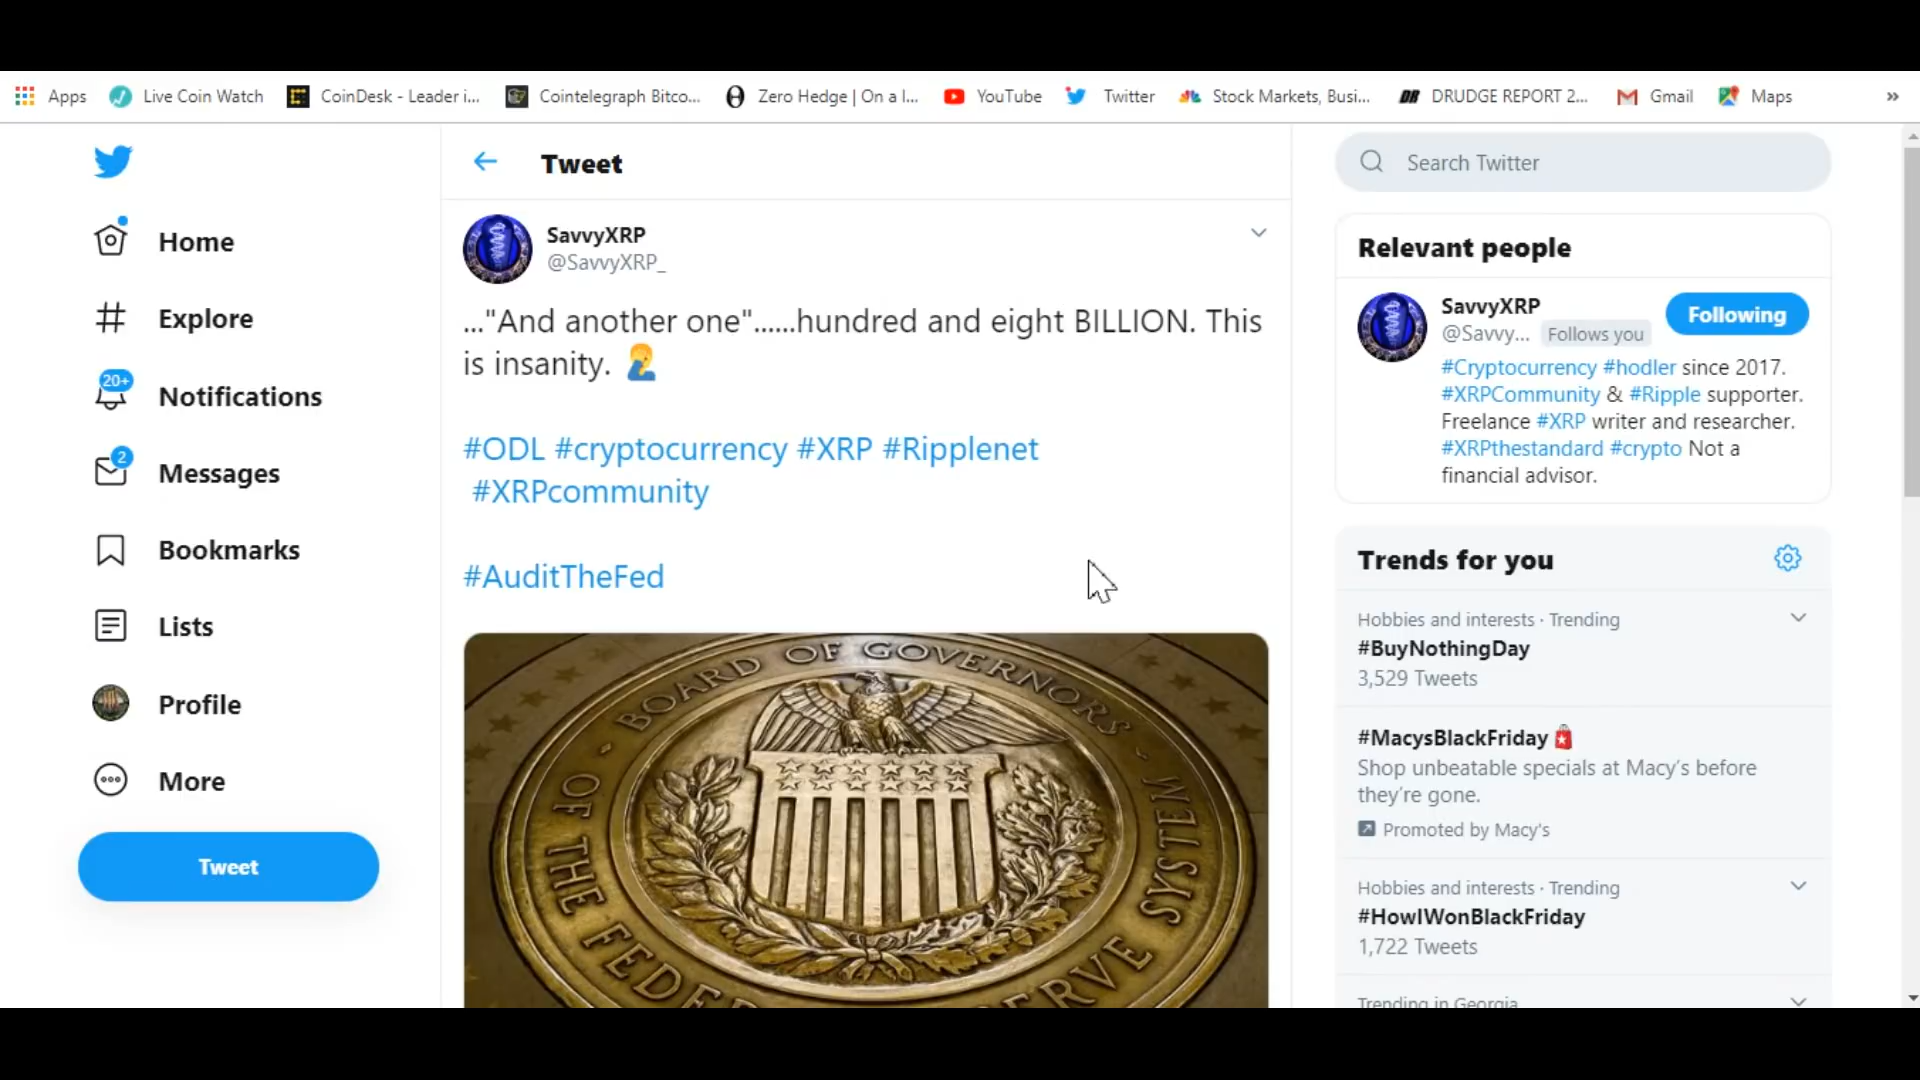 Apps
Live Coin Watch
CoinDesk - Leader i...
Cointelegraph Bitco...
Zero Hedge | On a l...
YouTube
Twitter
Stock Markets, Busi...
DRUDGE REPORT 2...
Gmail
Maps
»
Home
Explore
20+
Notifications
2
Messages
Bookmarks
Lists
Profile
More
Tweet
Tweet
SavvyXRP
@SavvyXRP_
..."And another one"......hundred and eight BILLION. This
is insanity. 🤦‍♂️
#ODL #cryptocurrency #XRP #Ripplenet
#XRPcommunity
#AuditTheFed
BOARD OF GOVERNORS
OF THE FEDERAL RESERVE SYSTEM
Search Twitter
Relevant people
SavvyXRP
@Savvy... Follows you
Following
#Cryptocurrency #hodler since 2017.
#XRPCommunity & #Ripple supporter.
Freelance #XRP writer and researcher.
#XRPthestandard #crypto Not a
financial advisor.
Trends for you
Hobbies and interests · Trending
#BuyNothingDay
3,529 Tweets
#MacysBlackFriday
Shop unbeatable specials at Macy's before
they're gone.
Promoted by Macy's
Hobbies and interests · Trending
#HowIWonBlackFriday
1,722 Tweets
Trending in Georgia